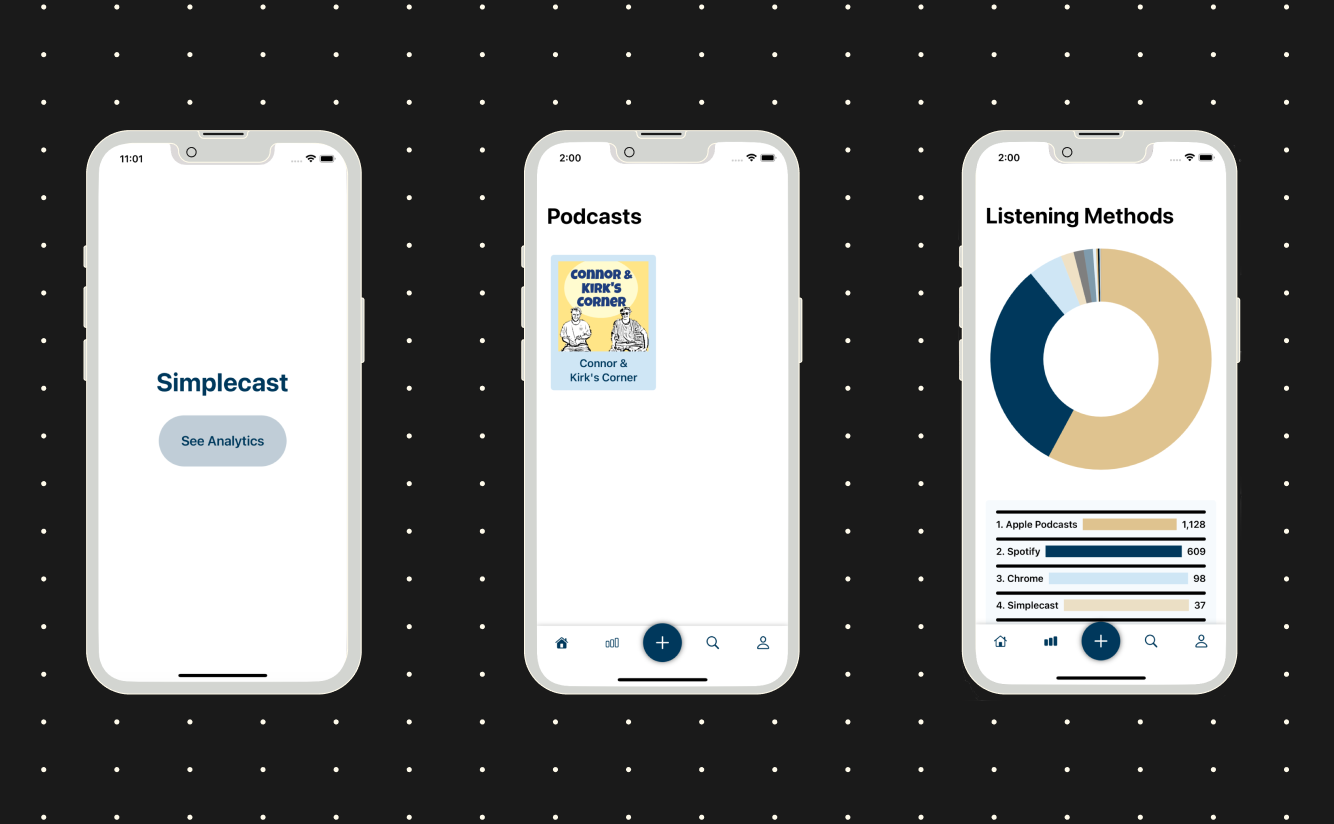 11:01
Simplecast
See Analytics
2:00
Podcasts
CONNOR &
KIRK'S
CORNER
Connor &
Kirk's Corner
2:00
Listening Methods
1. Apple Podcasts 1,128
2. Spotify 609
3. Chrome 98
4. Simplecast 37